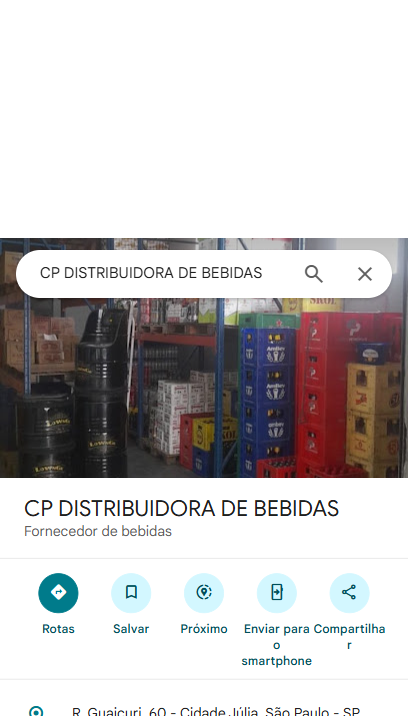 CP DISTRIBUIDORA DE BEBIDAS
SKOL
CP DISTRIBUIDORA DE BEBIDAS
Fornecedor de bebidas
Rotas
Salvar
Próximo
Enviar para
o
smartphone
Compartilha
r
R. Guaicuri, 60 - Cidade Júlia, São Paulo - SP,